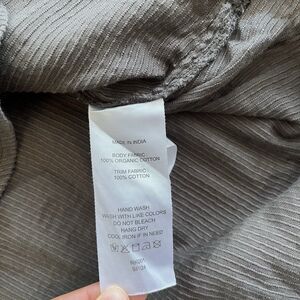 MADE IN INDIA
BODY FABRIC:
100% ORGANIC COTTON
TRIM FABRIC:
100% COTTON
HAND WASH
WASH WITH LIKE COLORS
DO NOT BLEACH
HANG DRY
COOL IRON IF IN NEED